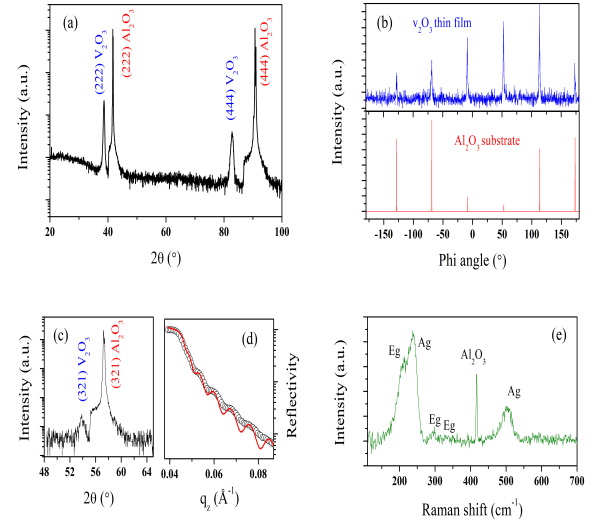 (a)
(222) V2O3
(222) Al2O3
(444) V2O3
(444) Al2O3
Intensity (a.u.)
20 40 60 80 100
2θ (°)
(b)
v2O3 thin film
Al2O3 substrate
Intensity (a.u.)
-150 -100 -50 0 50 100 150
Phi angle (°)
(c)
(321) V2O3
(321) Al2O3
Intensity (a.u.)
48 52 56 60 64
2θ (°)
(d)
Reflectivity
0.04 0.06 0.08
qz (Å-1)
(e)
Eg
Ag
Al2O3
Ag
Eg
Eg
Intensity (a.u.)
200 300 400 500 600 700
Raman shift (cm-1)